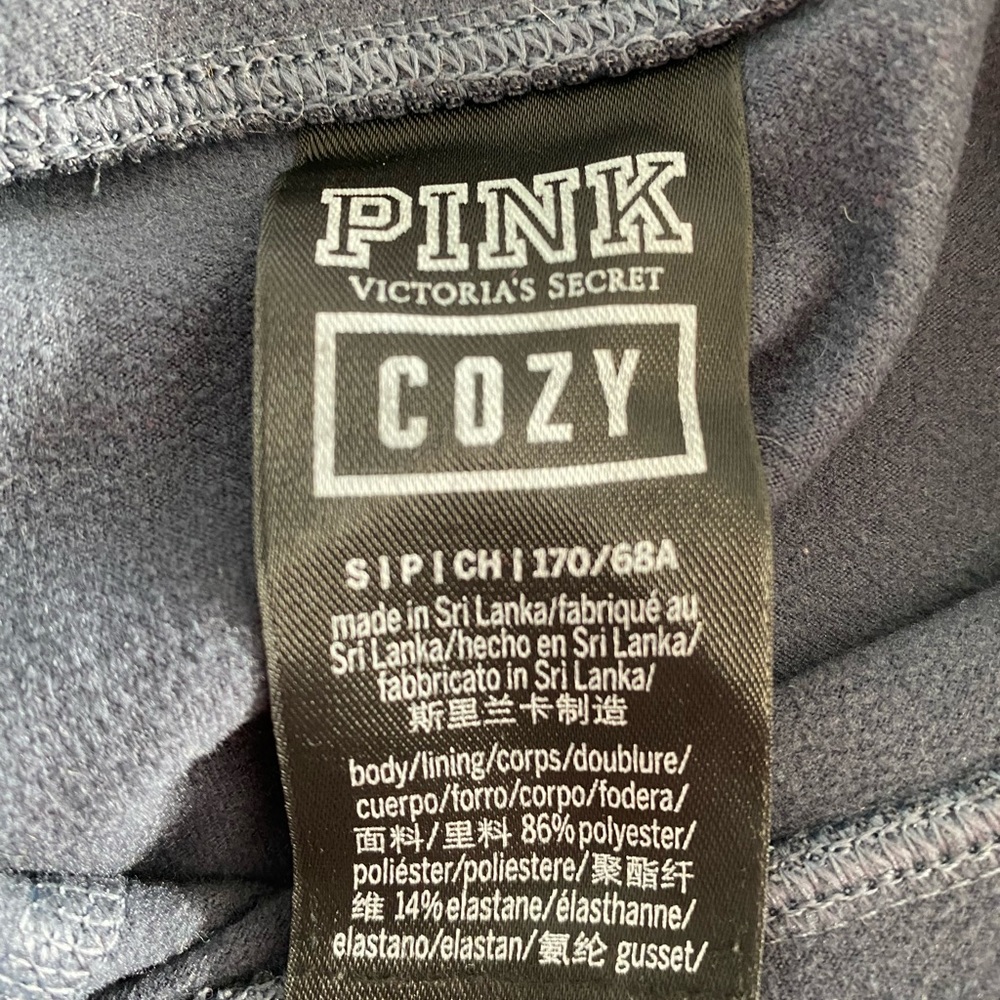 PINK
VICTORIA'S SECRET
COZY
S | P | CH | 170/68A
made in Sri Lanka/fabriqué au
Sri Lanka/hecho en Sri Lanka/
fabbricato in Sri Lanka/
斯里兰卡制造
body/lining/corps/doublure/
cuerpo/forro/corpo/fodera/
面料/里料 86% polyester/
poliéster/poliestere/聚酯纤
维 14% elastane/élasthanne/
elastano/elastan/氨纶 gusset/